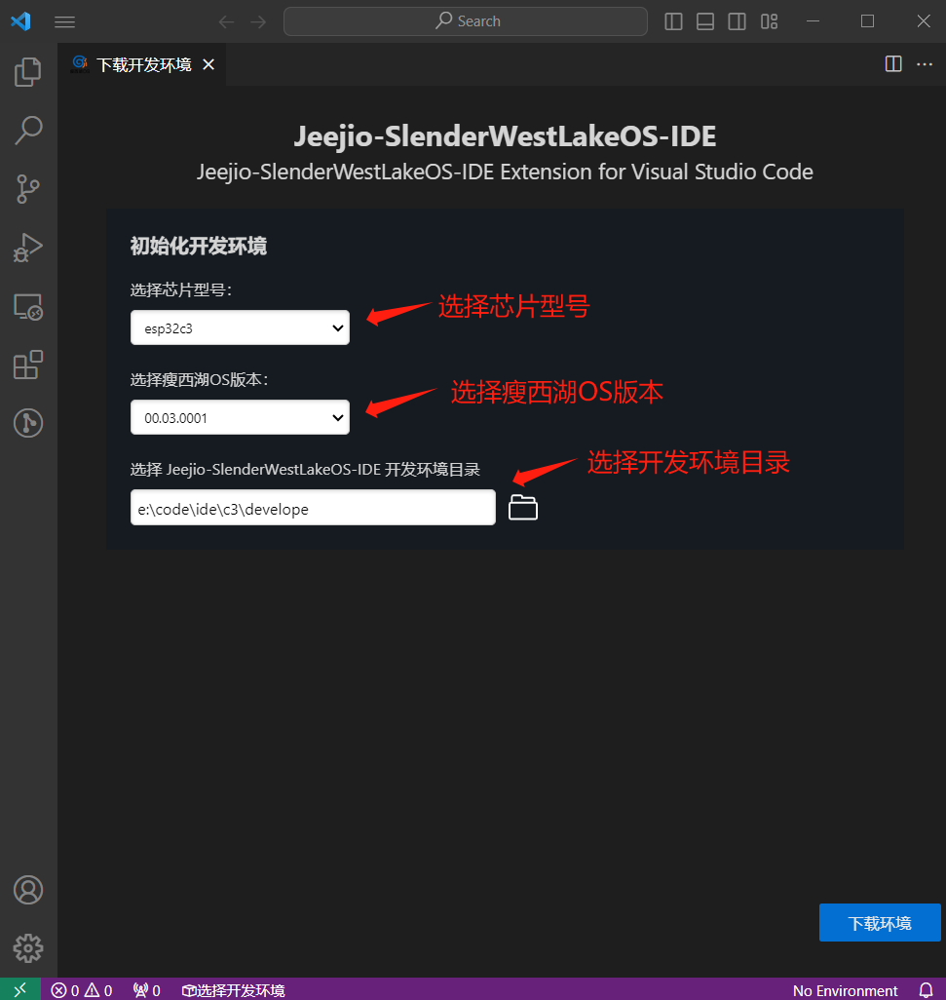 Search
下载开发环境
Jeejio-SlenderWestLakeOS-IDE
Jeejio-SlenderWestLakeOS-IDE Extension for Visual Studio Code
初始化开发环境
选择芯片型号：
选择芯片型号
esp32c3
选择瘦西湖OS版本：
选择瘦西湖OS版本
00.03.0001
选择 Jeejio-SlenderWestLakeOS-IDE 开发环境目录
选择开发环境目录
e:\code\ide\c3\develope
下载环境
0 0 0 选择开发环境 No Environment